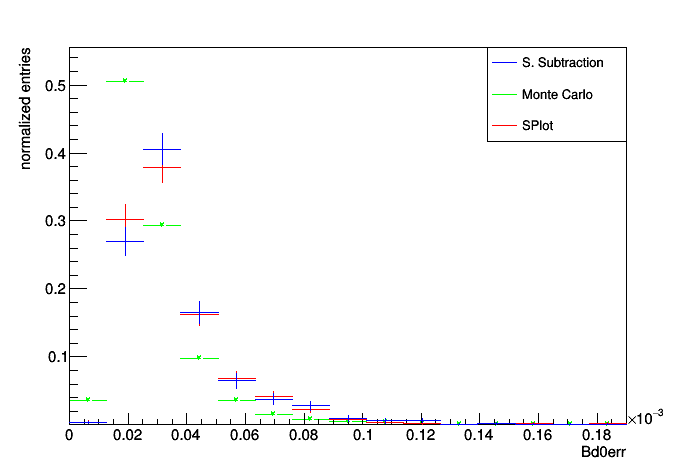 normalized entries
0.5
0.4
0.3
0.2
0.1
S. Subtraction
Monte Carlo
SPlot
0 0.02 0.04 0.06 0.08 0.1 0.12 0.14 0.16 0.18 ×10⁻³
Bd0err